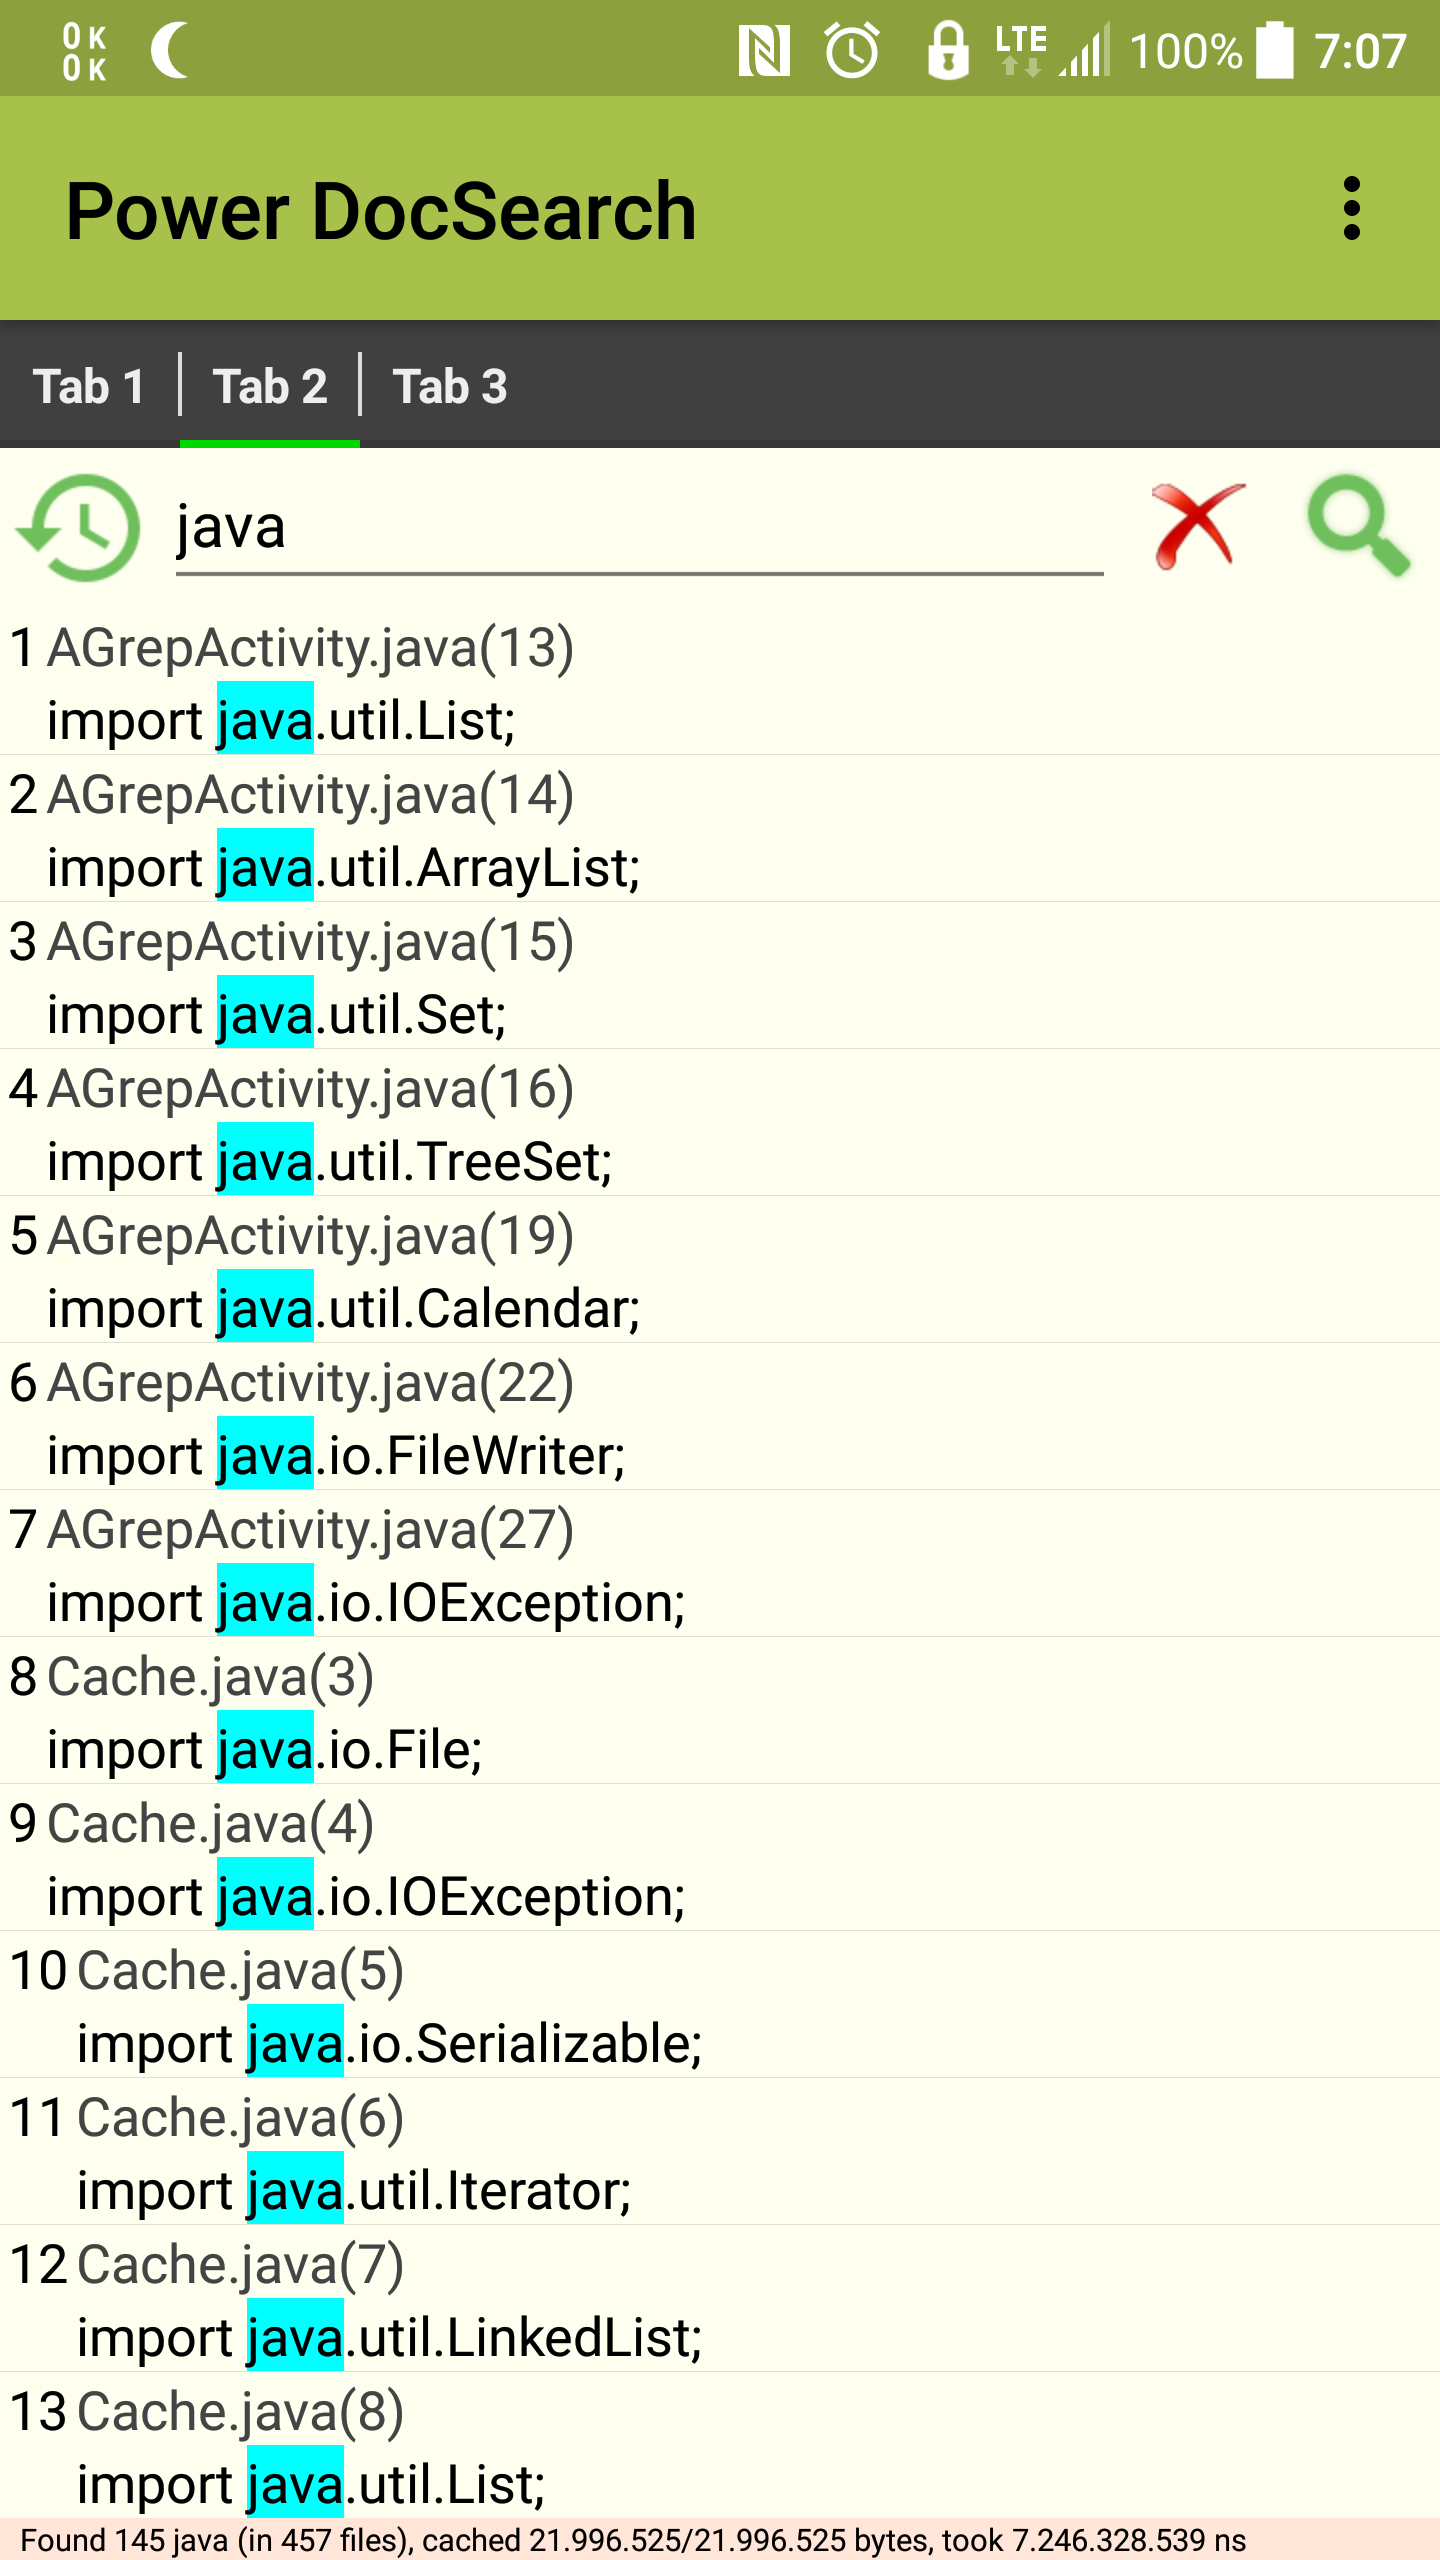 OK
OK
LTE 100% 7:07
Power DocSearch
Tab 1 Tab 2 Tab 3
java
1 AGrepActivity.java(13)
import java.util.List;
2 AGrepActivity.java(14)
import java.util.ArrayList;
3 AGrepActivity.java(15)
import java.util.Set;
4 AGrepActivity.java(16)
import java.util.TreeSet;
5 AGrepActivity.java(19)
import java.util.Calendar;
6 AGrepActivity.java(22)
import java.io.FileWriter;
7 AGrepActivity.java(27)
import java.io.IOException;
8 Cache.java(3)
import java.io.File;
9 Cache.java(4)
import java.io.IOException;
10 Cache.java(5)
import java.io.Serializable;
11 Cache.java(6)
import java.util.Iterator;
12 Cache.java(7)
import java.util.LinkedList;
13 Cache.java(8)
import java.util.List;
Found 145 java (in 457 files), cached 21.996.525/21.996.525 bytes, took 7.246.328.539 ns